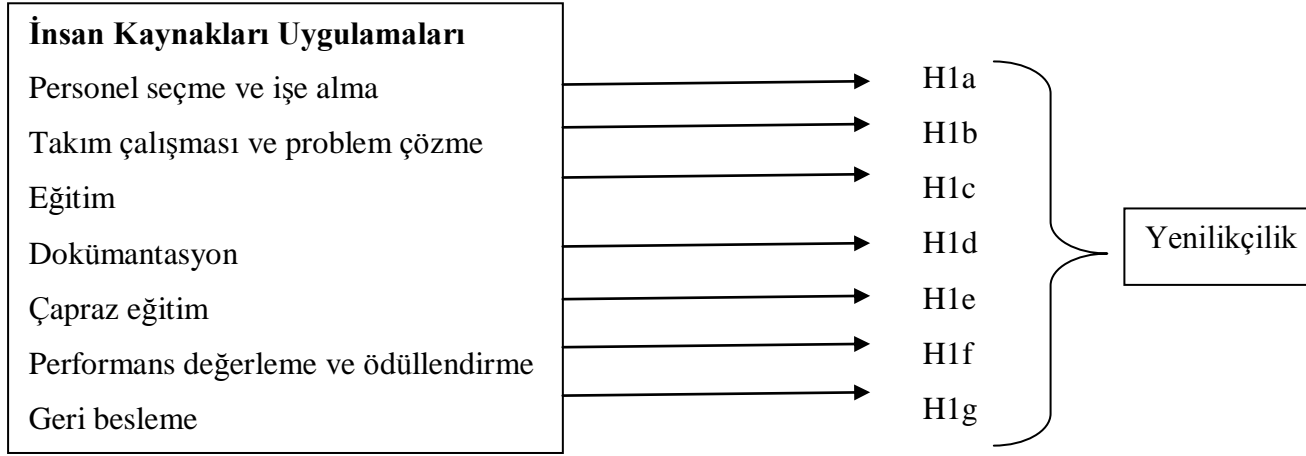 İnsan Kaynakları Uygulamaları
Personel seçme ve işe alma
Takım çalışması ve problem çözme
Eğitim
Dokümantasyon
Çapraz eğitim
Performans değerleme ve ödüllendirme
Geri besleme
H1a
H1b
H1c
H1d
H1e
H1f
H1g
Yenilikçilik